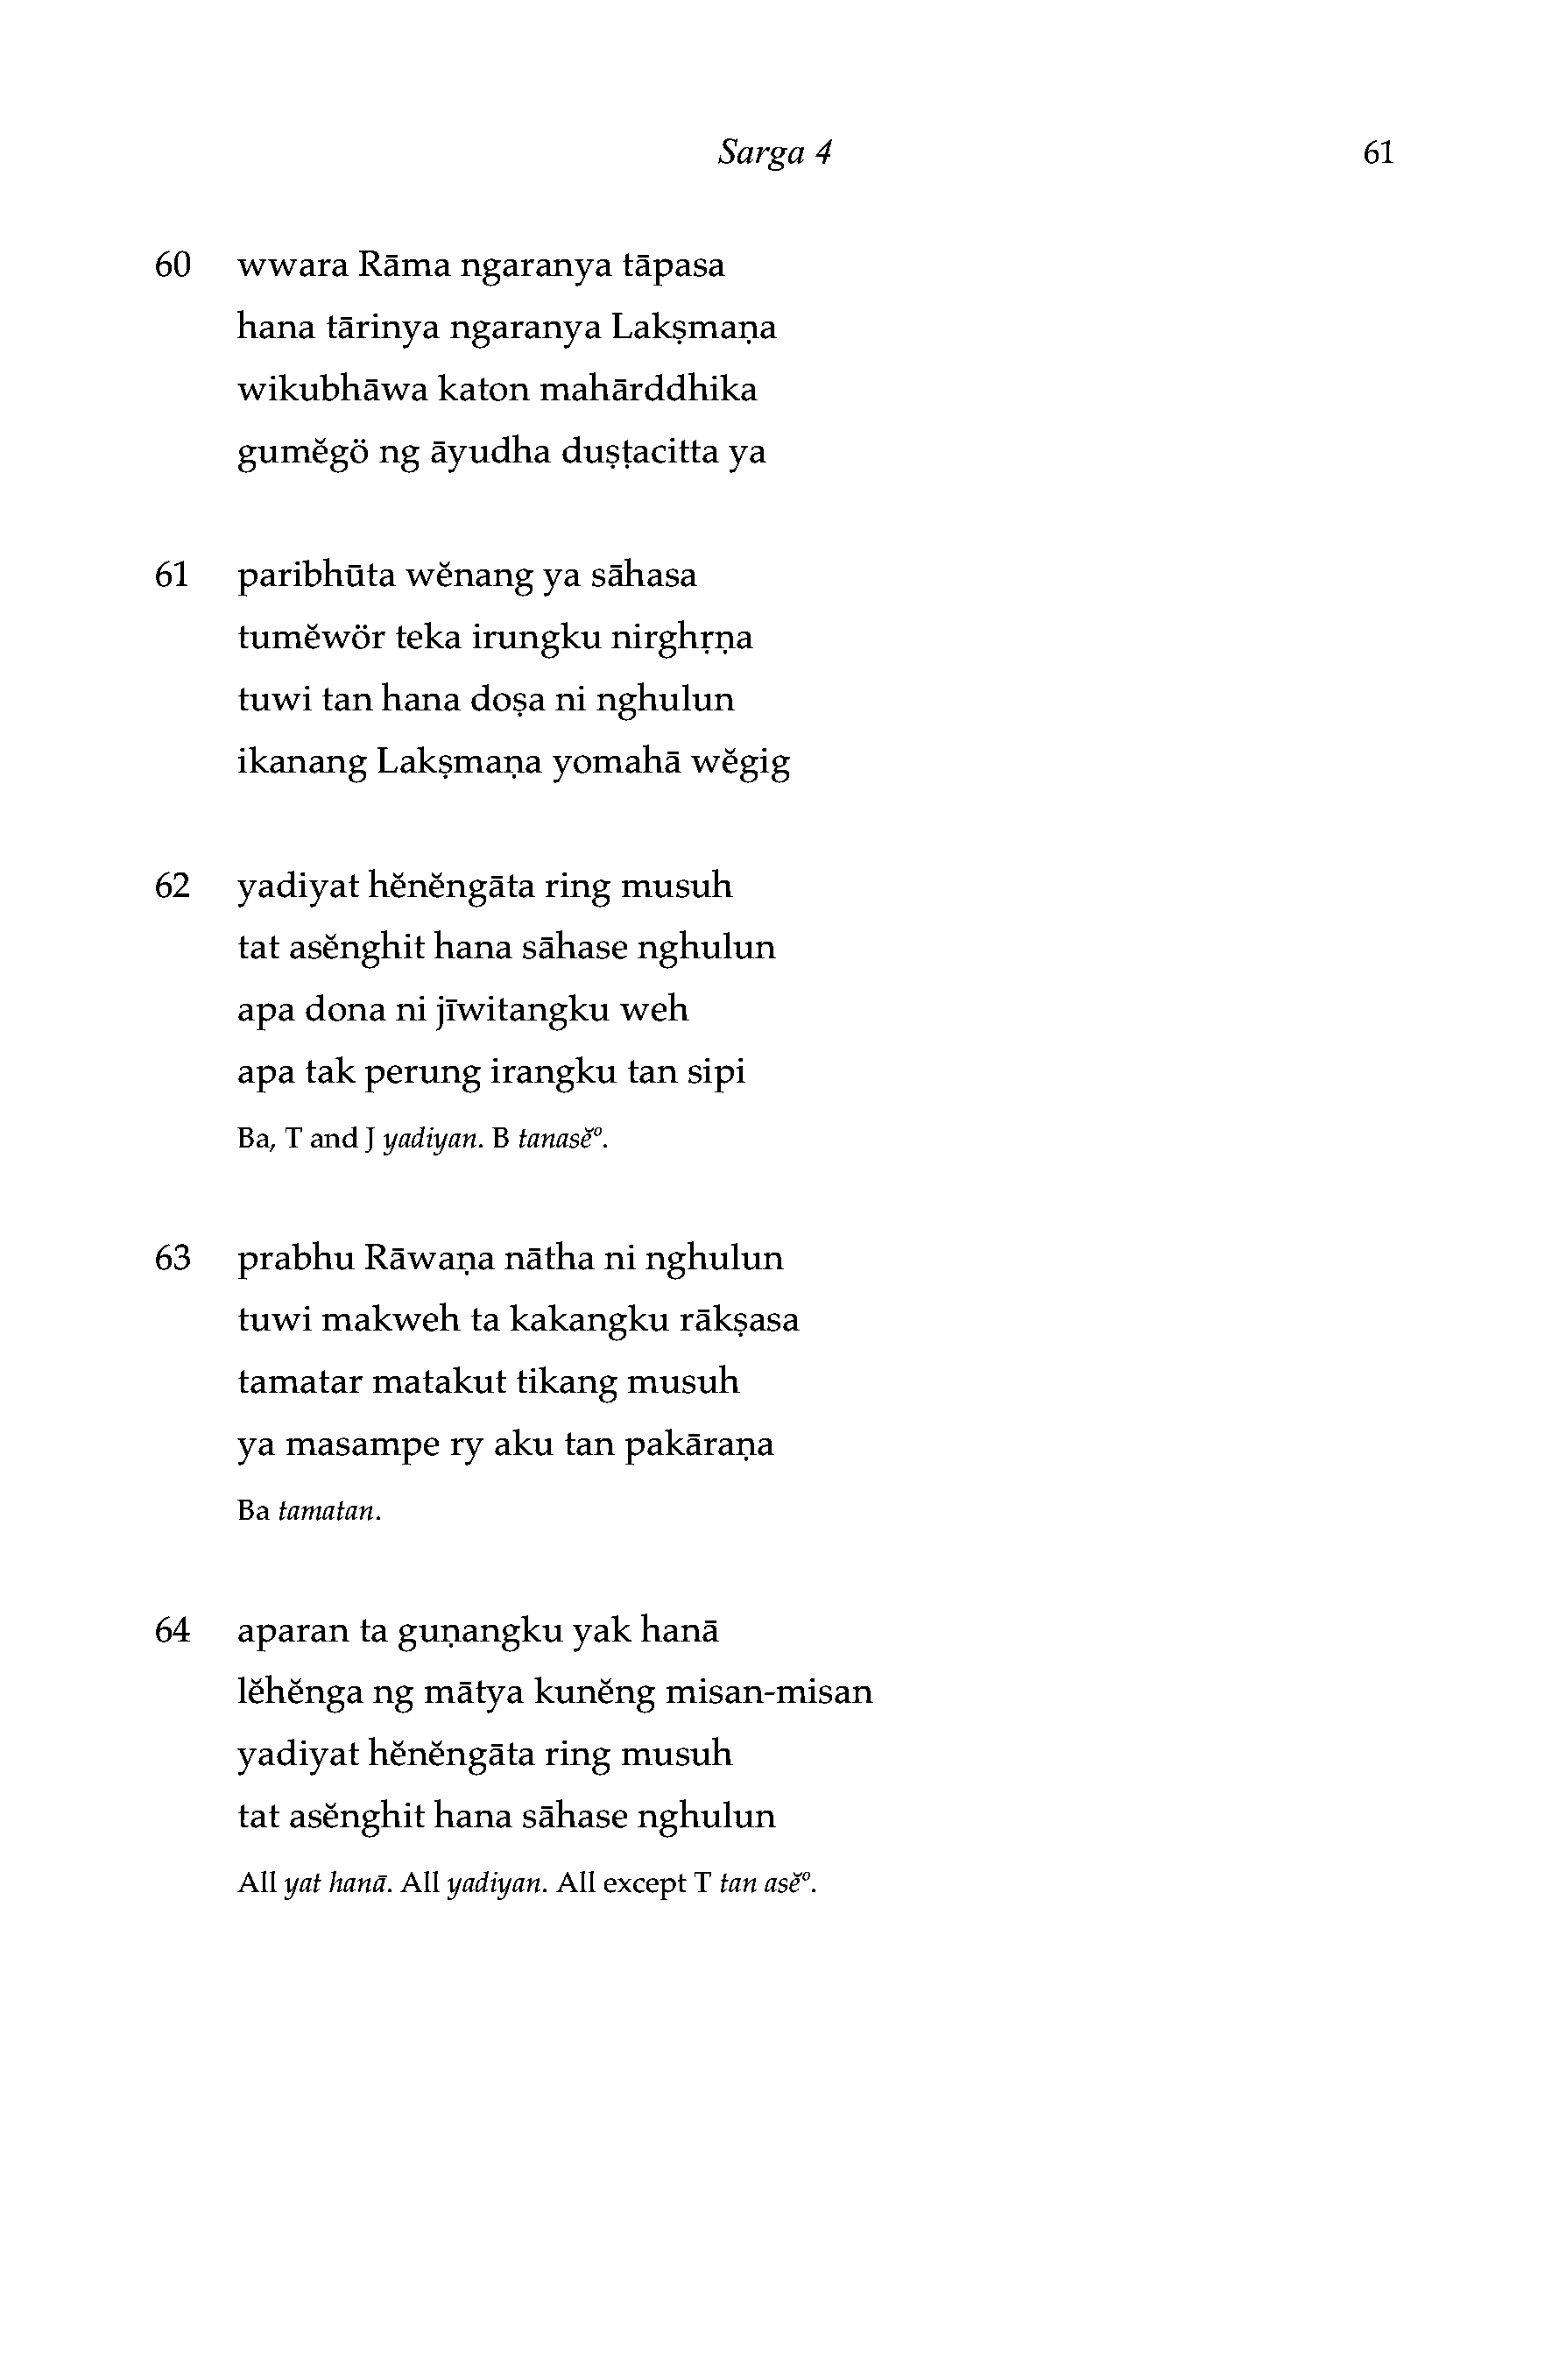 Sarga 4 61
60 wwara Rāma ngaranya tāpasa
hana tārinya ngaranya Lakṣmaṇa
wikubhāwa katon mahārddhika
gumĕgö ng āyudha duṣṭacitta ya
61 paribhūta wĕnang ya sāhasa
tumĕwör teka irungku nirghṛṇa
tuwi tan hana doṣa ni nghulun
ikanang Lakṣmaṇa yomahā wĕgig
62 yadiyat hĕnĕngāta ring musuh
tat asĕnghit hana sāhase nghulun
apa dona ni jīwitangku weh
apa tak perung irangku tan sipi
Ba, T and J yadiyan. B tanasĕº.
63 prabhu Rāwaṇa nātha ni nghulun
tuwi makweh ta kakangku rākṣasa
tamatar matakut tikang musuh
ya masampe ry aku tan pakāraṇa
Ba tamatan.
64 aparan ta guṇangku yak hanā
lĕhĕnga ng mātya kunĕng misan-misan
yadiyat hĕnĕngāta ring musuh
tat asĕnghit hana sāhase nghulun
All yat hanā. All yadiyan. All except T tan asĕº.